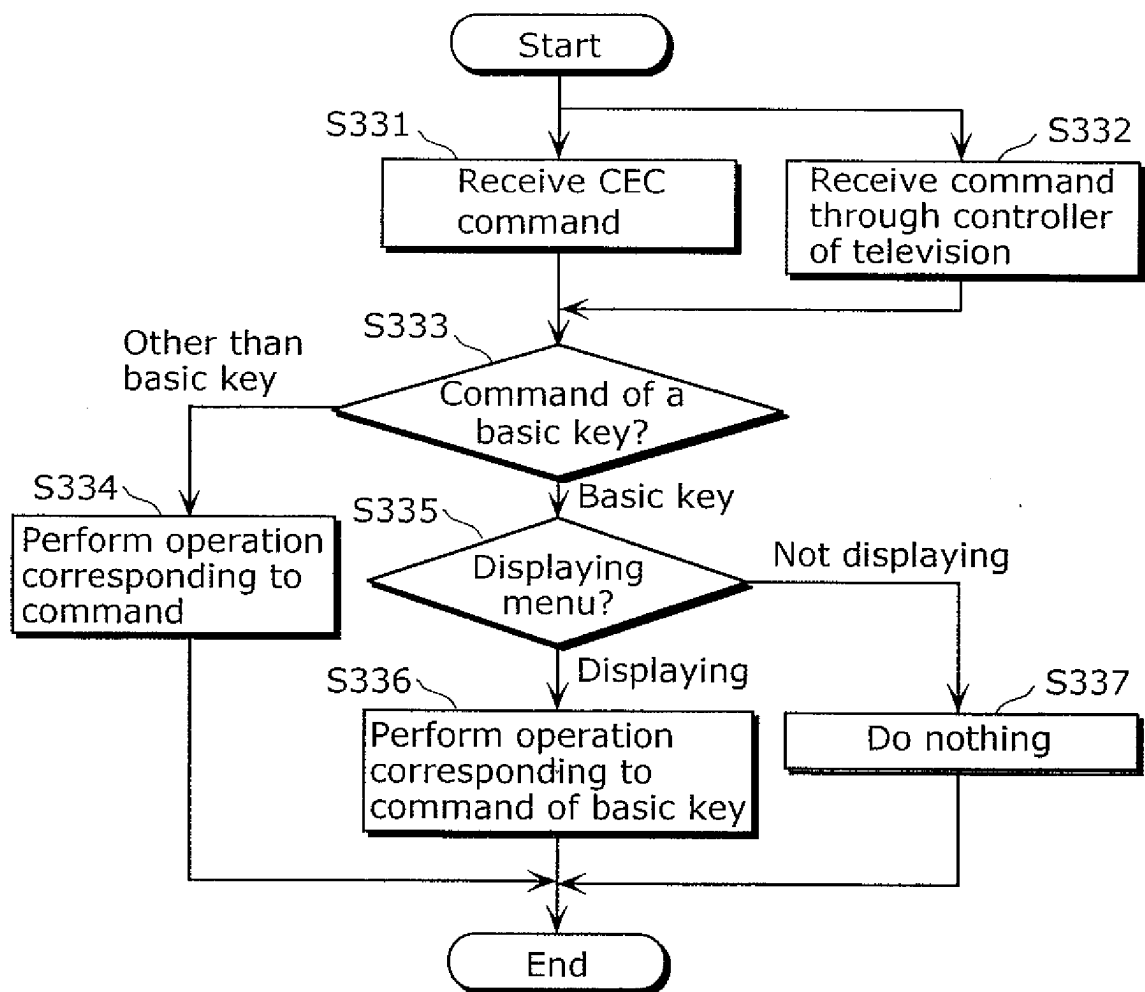 Start
S331
Receive CEC
command
S332
Receive command
through controller
of television
S333
Command of a
basic key?
Other than
basic key
S334
Perform operation
corresponding to
command
Basic key
S335
Displaying
menu?
Not displaying
Displaying
S336
Perform operation
corresponding to
command of basic key
S337
Do nothing
End